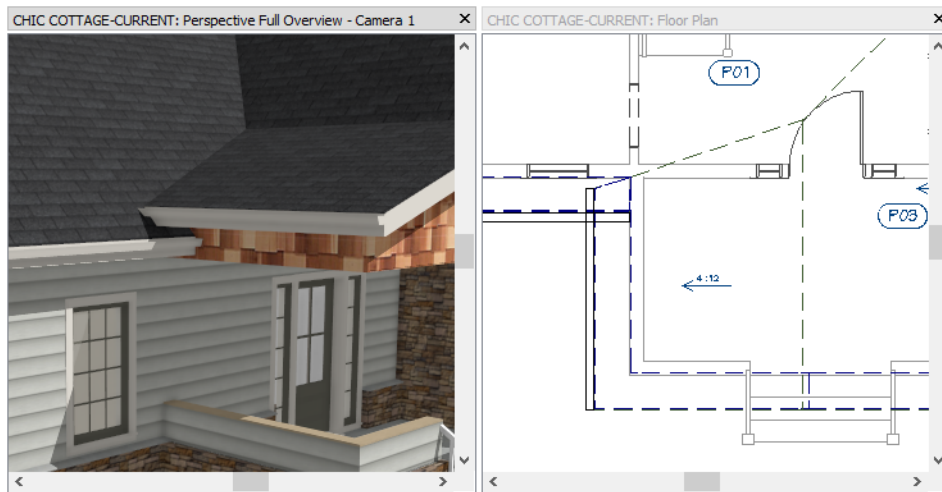 CHIC COTTAGE-CURRENT: Perspective Full Overview - Camera 1
CHIC COTTAGE-CURRENT: Floor Plan
P01
P03
4:12